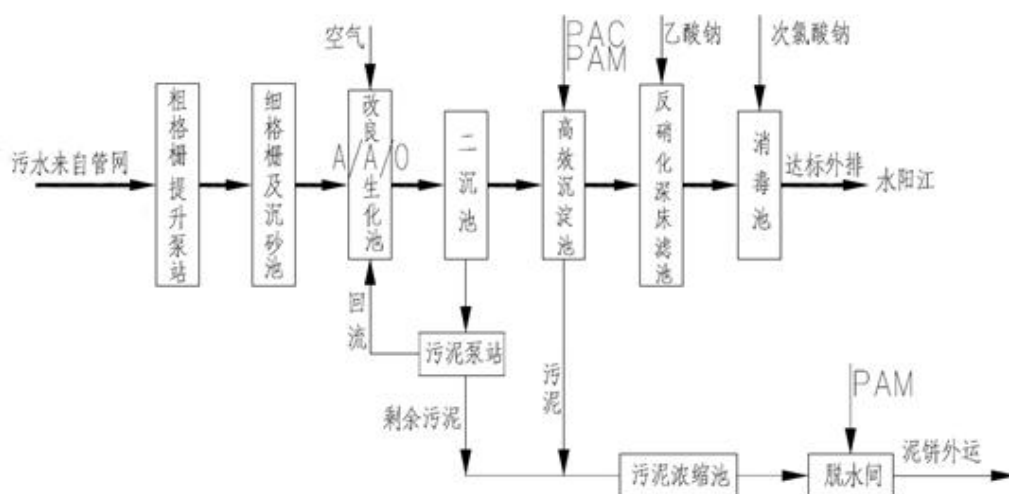 空气
PAC
PAM
乙酸钠
次氯酸钠
污水来自管网
粗格栅提升泵站
细格栅及沉砂池
改良A/A/O生化池
二沉池
高效沉淀池
反硝化深床滤池
消毒池
达标外排
水阳江
回流
污泥泵站
剩余污泥
污泥
PAM
污泥浓缩池
脱水间
泥饼外运